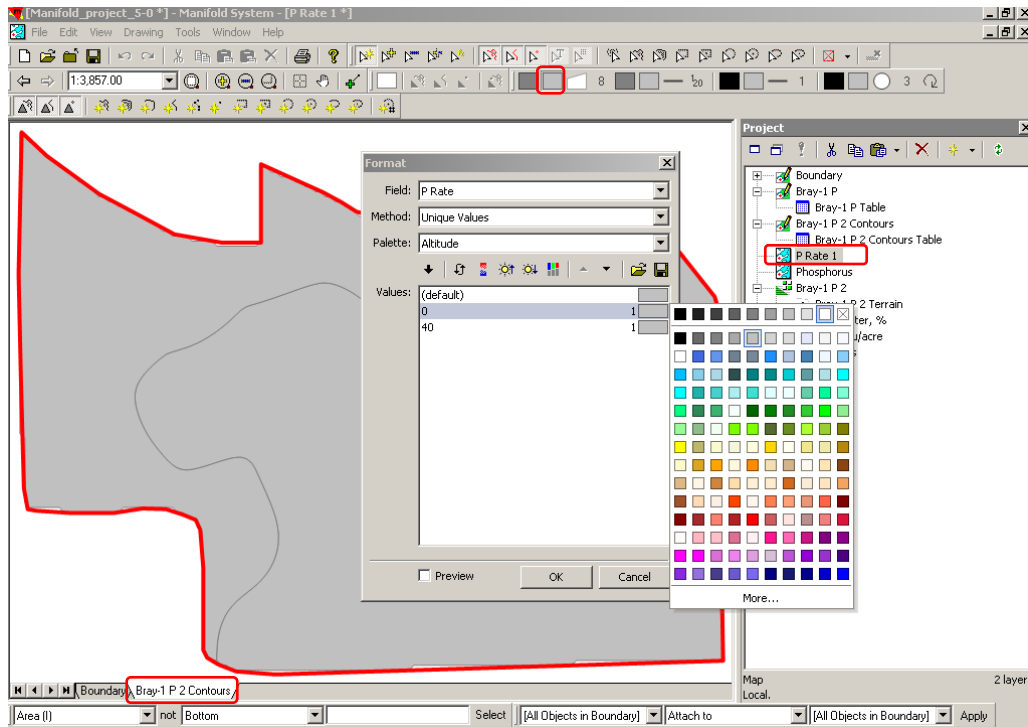 [Manifold_project_5-0 *] - Manifold System - [P Rate 1 *]
File Edit View Drawing Tools Window Help
1:3,857.00
8
1
3
Project
Boundary
Bray-1 P
Bray-1 P Table
Bray-1 P 2 Contours
Bray-1 P 2 Contours Table
P Rate 1
Phosphorus
Bray-1 P 2
2 Terrain
ter, %
u/acre
Format
Field: P Rate
Method: Unique Values
Palette: Altitude
Values: (default)
0 1
40 1
Preview OK Cancel
More...
Boundary Bray-1 P 2 Contours
Map 2 layer
Local.
Area (I) not Bottom Select [All Objects in Boundary] Attach to [All Objects in Boundary] Apply